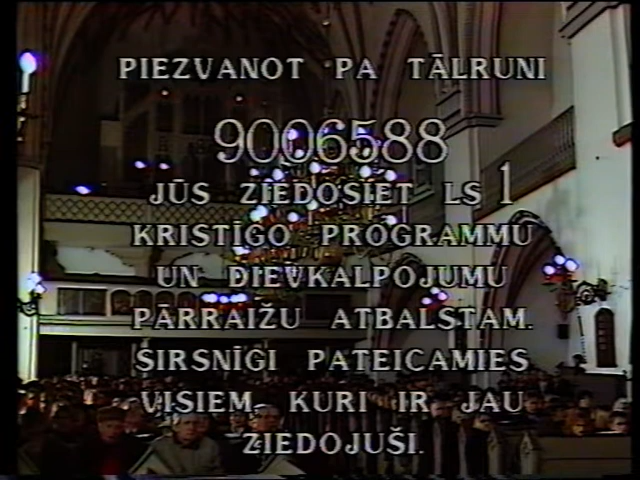 PIEZVANOT PA TĀLRUNI
9006588
JŪS ZIEDOSIET LS 1
KRISTĪGO PROGRAMMU
UN DIEVKALPOJUMU
PĀRRAIŽU ATBALSTAM.
SIRSNĪGI PATEICAMIES
VISIEM, KURI IR JAU
ZIEDOJUŠI.